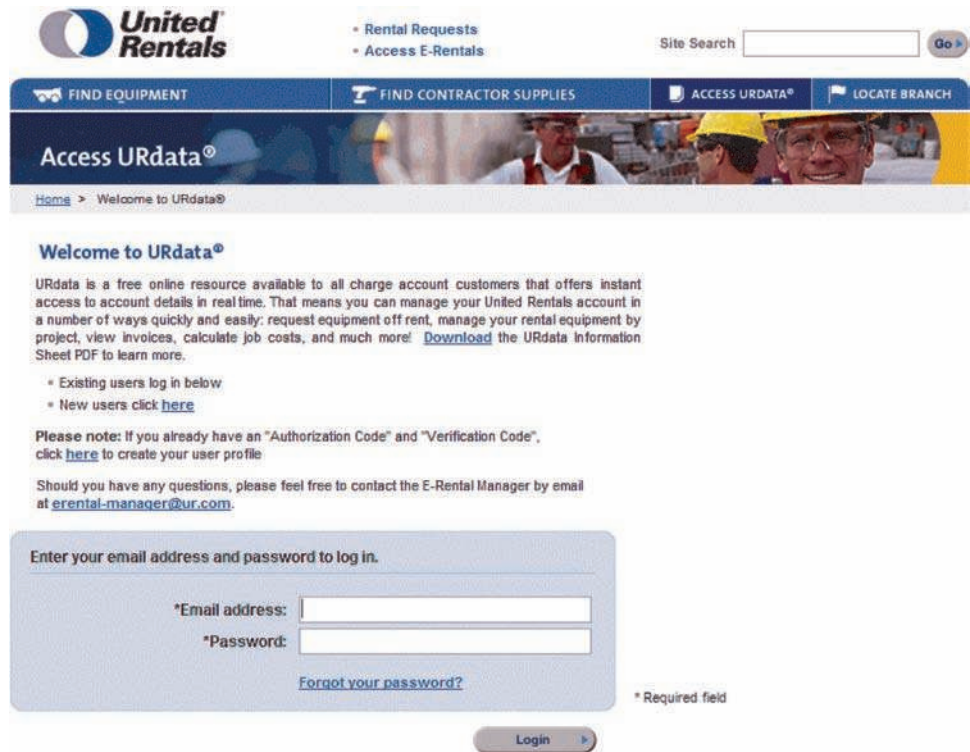 United Rentals
Rental Requests
Access E-Rentals
Site Search
Go
FIND EQUIPMENT
FIND CONTRACTOR SUPPLIES
ACCESS URDATA®
LOCATE BRANCH
Access URdata®
Home > Welcome to URdata®
Welcome to URdata®
URdata is a free online resource available to all charge account customers that offers instant
access to account details in real time. That means you can manage your United Rentals account in
a number of ways quickly and easily: request equipment off rent, manage your rental equipment by
project, view invoices, calculate job costs, and much more! Download the URdata Information
Sheet PDF to learn more.
Existing users log in below
New users click here
Please note: If you already have an "Authorization Code" and "Verification Code",
click here to create your user profile
Should you have any questions, please feel free to contact the E-Rental Manager by email
at erental-manager@ur.com.
Enter your email address and password to log in.
*Email address:
*Password:
Forgot your password?
* Required field
Login